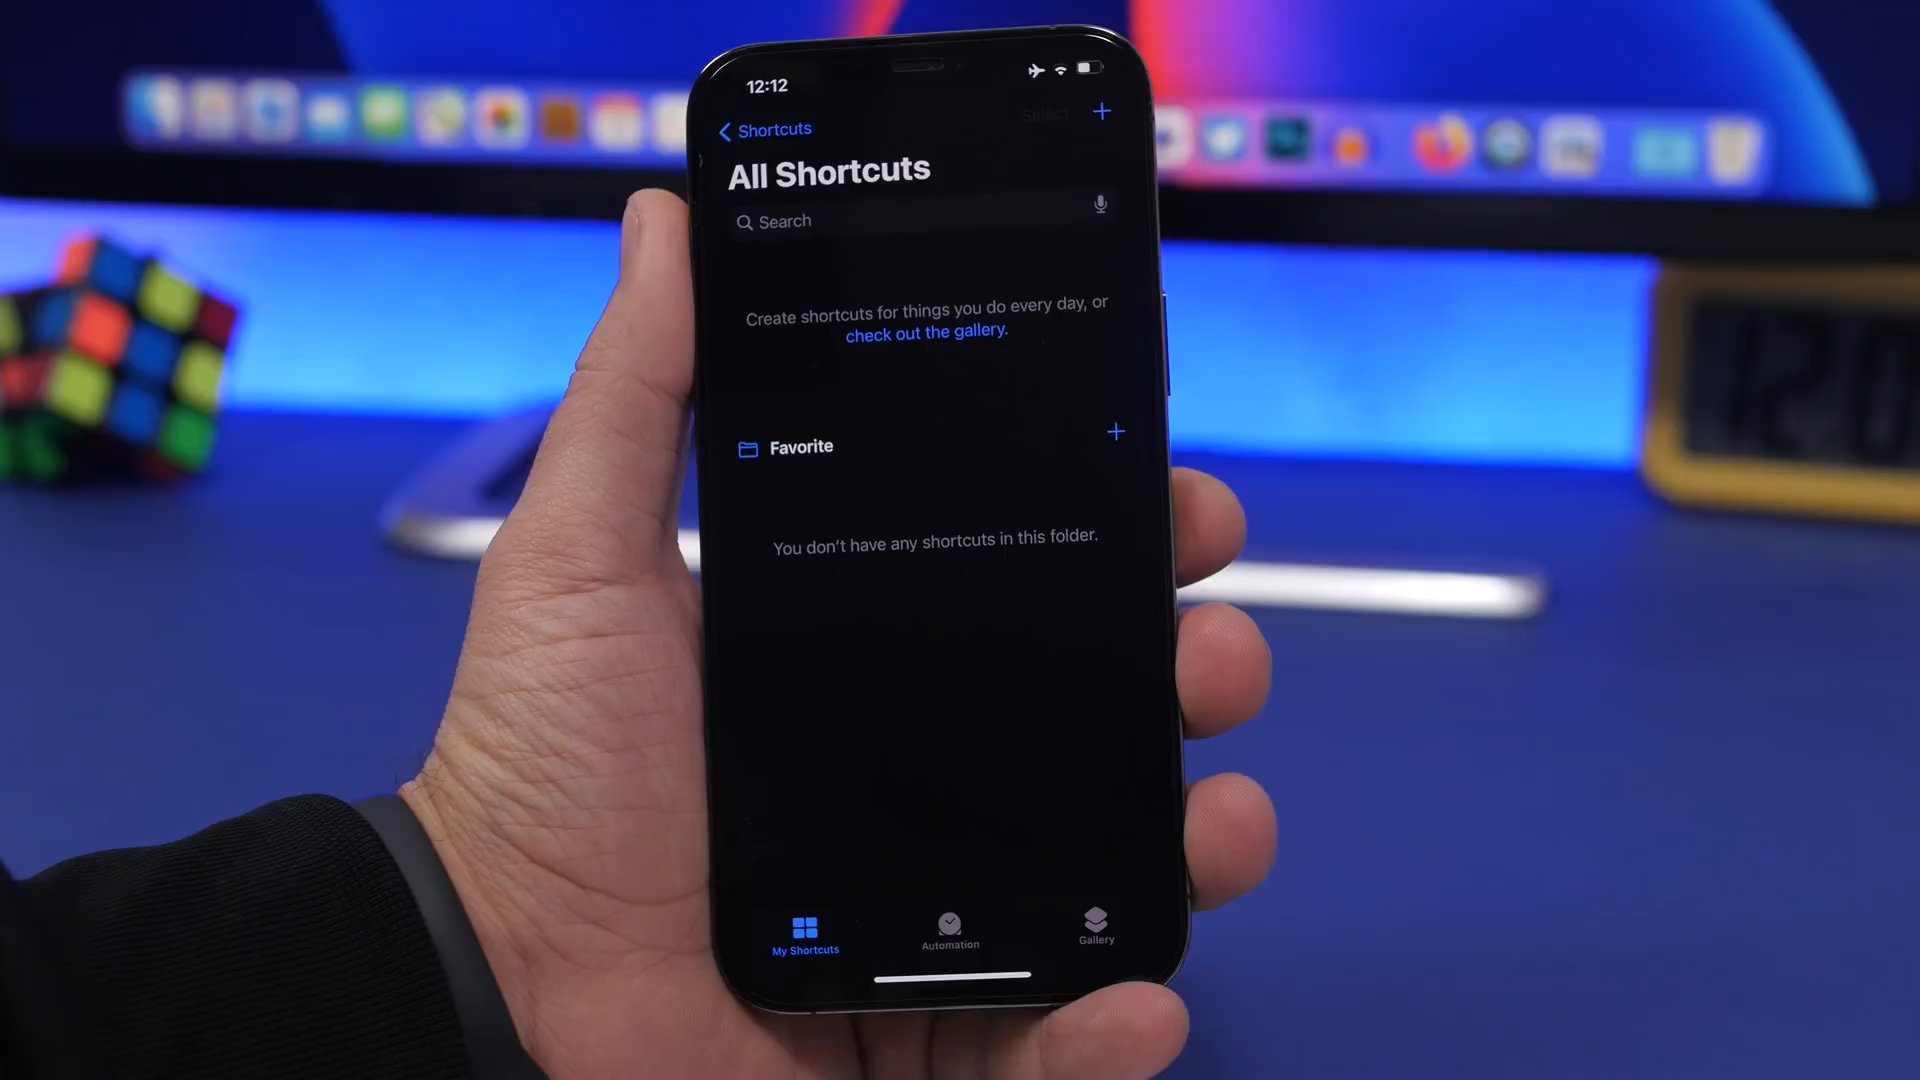 12:12
Shortcuts
Select
All Shortcuts
Search
Create shortcuts for things you do every day, or
check out the gallery.
Favorite
You don't have any shortcuts in this folder.
My Shortcuts
Automation
Gallery